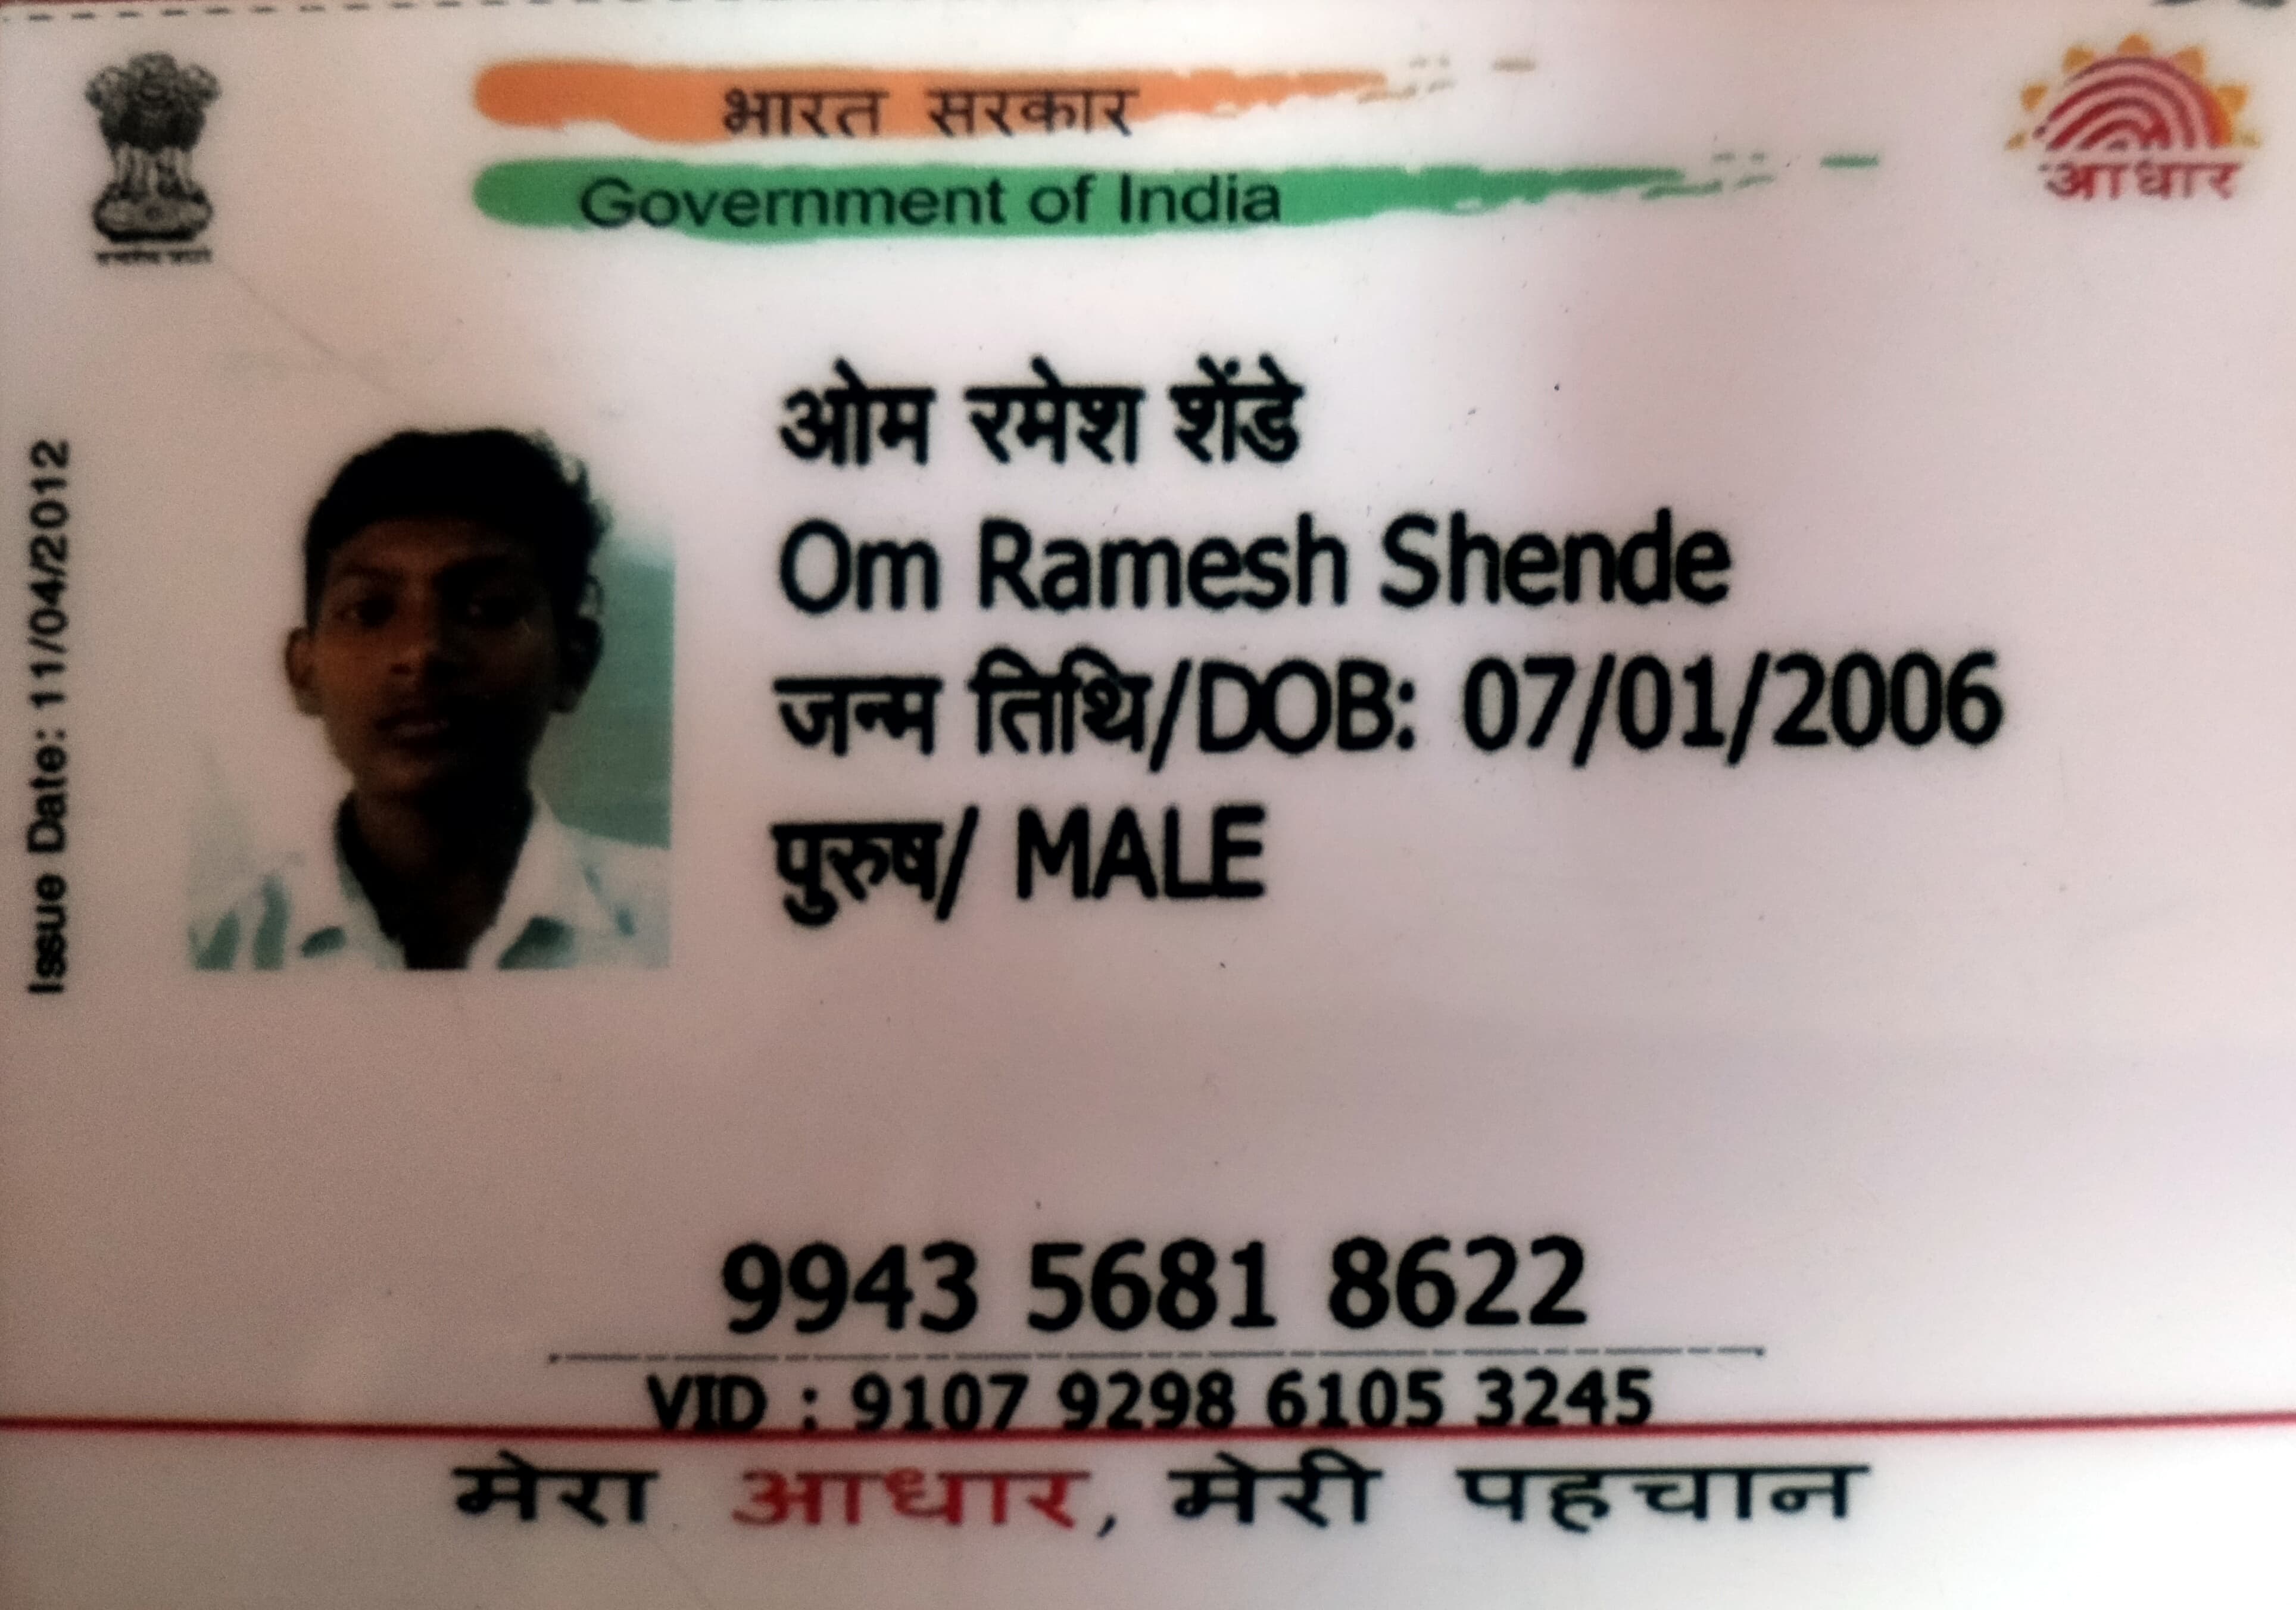 भारत सरकार
Government of India
आधार
Issue Date: 11/04/2012
ओम रमेश शेंडे
Om Ramesh Shende
जन्म तिथि/DOB: 07/01/2006
पुरुष/ MALE
9943 5681 8622
VID : 9107 9298 6105 3245
मेरा आधार, मेरी पहचान